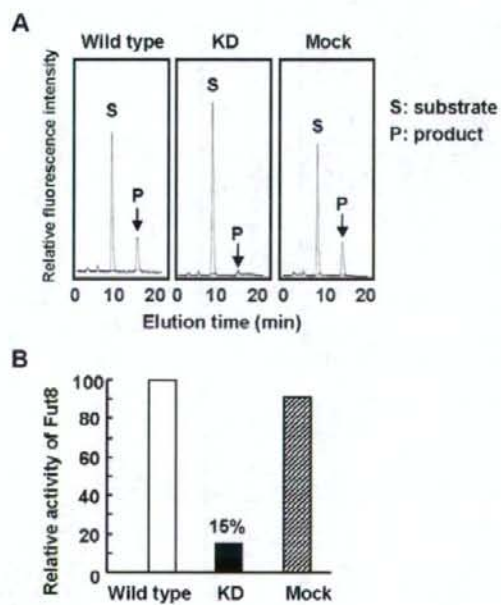 A
Wild type KD Mock
Relative fluorescence intensity
S P
S P
S P
S: substrate
P: product
0 10 20 0 10 20 0 10 20
Elution time (min)
B
Relative activity of Fut8
100
80
60
40
20
0
15%
Wild type KD Mock